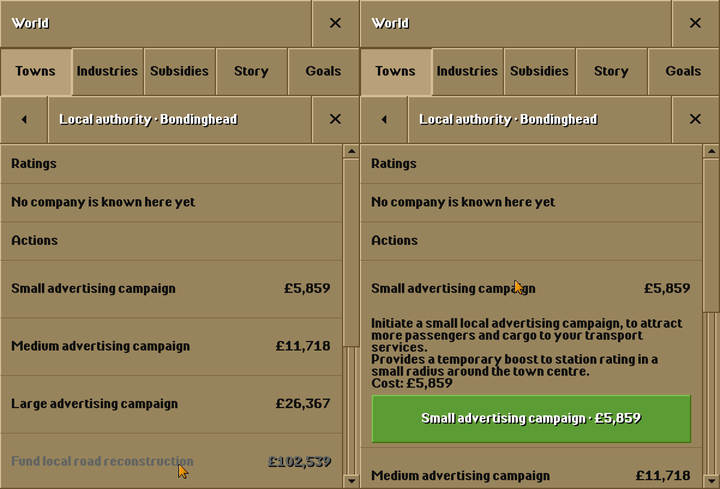 World
Towns Industries Subsidies Story Goals
Local authority · Bondinghead
Ratings
No company is known here yet
Actions
Small advertising campaign £5,859
Medium advertising campaign £11,718
Large advertising campaign £26,367
Fund local road reconstruction £102,539
World
Towns Industries Subsidies Story Goals
Local authority · Bondinghead
Ratings
No company is known here yet
Actions
Small advertising campaign £5,859
Initiate a small local advertising campaign, to attract
more passengers and cargo to your transport
services.
Provides a temporary boost to station rating in a
small radius around the town centre.
Cost: £5,859
Small advertising campaign · £5,859
Medium advertising campaign £11,718